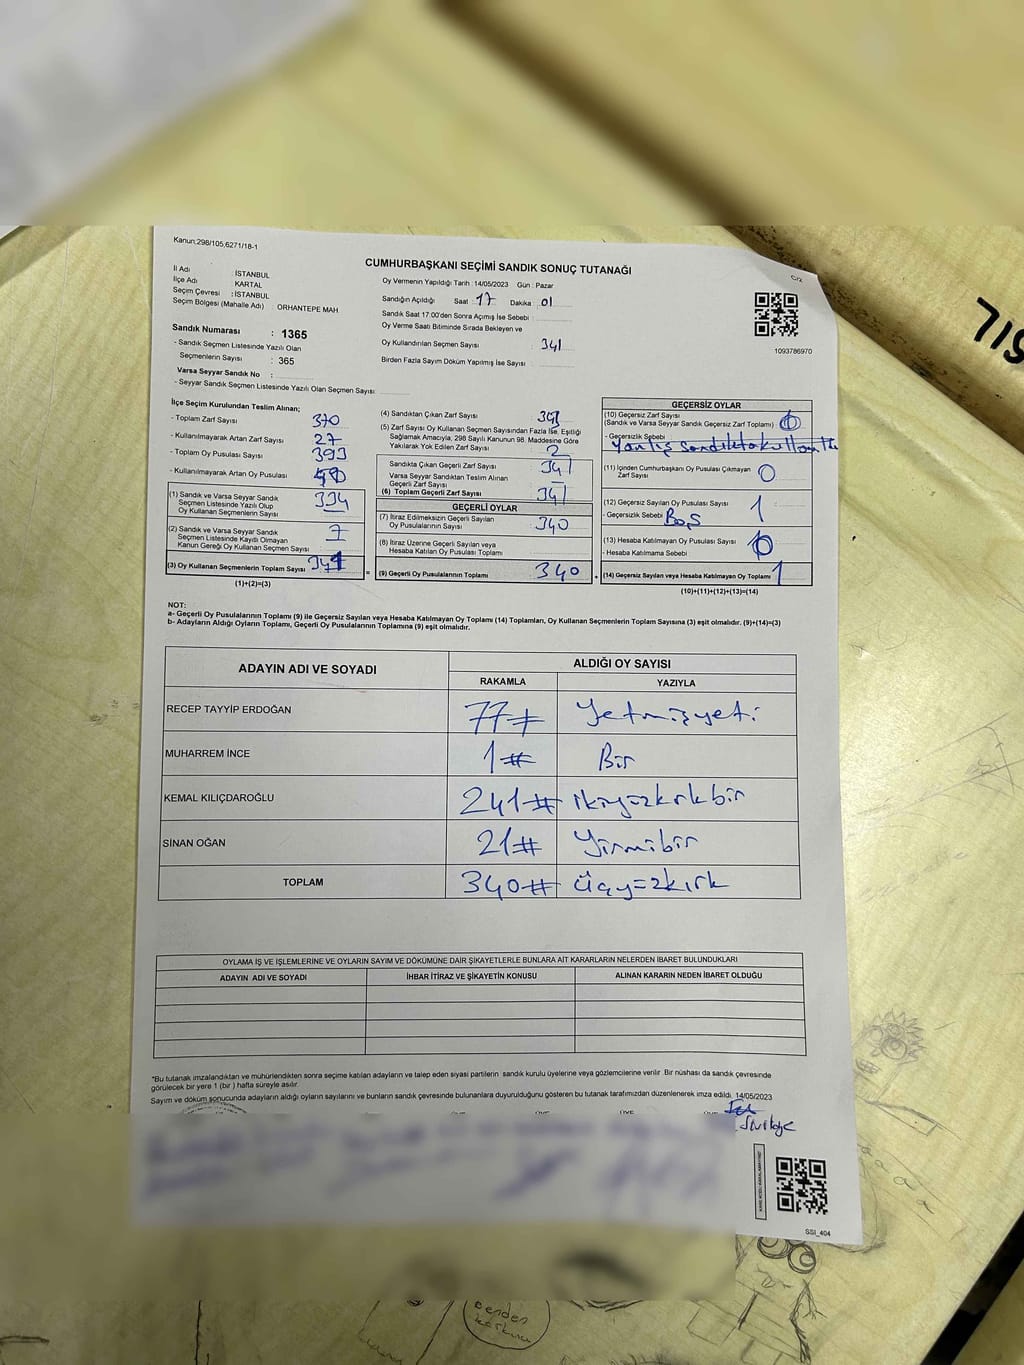 Kanun;298/105,6271/18-1
CUMHURBAŞKANI SEÇİMİ SANDIK SONUÇ TUTANAĞI
C/2
İl Adı : İSTANBUL
İlçe Adı : KARTAL
Seçim Çevresi : İSTANBUL
Seçim Bölgesi (Mahalle Adı) : ORHANTEPE MAH
Oy Vermenin Yapıldığı Tarih : 14/05/2023 Gün : Pazar
Sandığın Açıldığı Saat : 17 Dakika : 01
Sandık Saat 17:00'den Sonra Açımış İse Sebebi :
Oy Verme Saati Bitiminde Sırada Bekleyen ve
Oy Kullandırılan Seçmen Sayısı : 341
Birden Fazla Sayım Döküm Yapılmış İse Sayısı :
1093786970
Sandık Numarası : 1365
- Sandık Seçmen Listesinde Yazılı Olan
Seçmenlerin Sayısı : 365
Varsa Seyyar Sandık No :
- Seyyar Sandık Seçmen Listesinde Yazılı Olan Seçmen Sayısı:
İlçe Seçim Kurulundan Teslim Alınan;
- Toplam Zarf Sayısı 370
- Kullanılmayarak Artan Zarf Sayısı 27
- Toplam Oy Pusulası Sayısı 393
- Kullanılmayarak Artan Oy Pusulası
(1) Sandık ve Varsa Seyyar Sandık
Seçmen Listesinde Yazılı Olup
Oy Kullanan Seçmenlerin Sayısı 334
(2) Sandık ve Varsa Seyyar Sandık
Seçmen Listesinde Kayıtlı Olmayan
Kanun Gereği Oy Kullanan Seçmen Sayısı 7
(3) Oy Kullanan Seçmenlerin Toplam Sayısı 341
(1)+(2)=(3)
(4) Sandıktan Çıkan Zarf Sayısı
(5) Zarf Sayısı Oy Kullanan Seçmen Sayısından Fazla İse, Eşitliği
Sağlamak Amacıyla, 298 Sayılı Kanunun 98. Maddesine Göre
Yakılarak Yok Edilen Zarf Sayısı 2
Sandıkta Çıkan Geçerli Zarf Sayısı 341
Varsa Seyyar Sandıktan Teslim Alınan
Geçerli Zarf Sayısı –
(6) Toplam Geçerli Zarf Sayısı 341
GEÇERLİ OYLAR
(7) İtiraz Edilmeksizin Geçerli Sayılan
Oy Pusulalarının Sayısı 340
(8) İtiraz Üzerine Geçerli Sayılan veya
Hesaba Katılan Oy Pusulası Toplamı
= (9) Geçerli Oy Pusulalarının Toplamı 340
GEÇERSİZ OYLAR
(10) Geçersiz Zarf Sayısı
(Sandık ve Varsa Seyyar Sandık Geçersiz Zarf Toplamı)
- Geçersizlik Sebebi
Yanlış sandıkta
(11) İçinden Cumhurbaşkanı Oy Pusulası Çıkmayan
Zarf Sayısı 0
(12) Geçersiz Sayılan Oy Pusulası Sayısı 1
- Geçersizlik Sebebi Boş
(13) Hesaba Katılmayan Oy Pusulası Sayısı 0
- Hesaba Katılmama Sebebi
+ (14) Geçersiz Sayılan veya Hesaba Katılmayan Oy Toplamı 1
(10)+(11)+(12)+(13)=(14)
NOT:
a- Geçerli Oy Pusulalarının Toplamı (9) ile Geçersiz Sayılan veya Hesaba Katılmayan Oy Toplamı (14) Toplamları, Oy Kullanan Seçmenlerin Toplam Sayısına (3) eşit olmalıdır. (9)+(14)=(3)
b- Adayların Aldığı Oyların Toplamı, Geçerli Oy Pusulalarının Toplamına (9) eşit olmalıdır.
ADAYIN ADI VE SOYADI ALDIĞI OY SAYISI
RAKAMLA YAZIYLA
RECEP TAYYİP ERDOĞAN 77# Yetmişyeti
MUHARREM İNCE 1# Bir
KEMAL KILIÇDAROĞLU 241# ikiyüzkırkbir
SİNAN OĞAN 21# Yirmibir
TOPLAM 340# üçyüzkırk
OYLAMA İŞ VE İŞLEMLERİNE VE OYLARIN SAYIM VE DÖKÜMÜNE DAİR ŞİKAYETLERLE BUNLARA AİT KARARLARIN NELERDEN İBARET BULUNDUKLARI
ADAYIN ADI VE SOYADI İHBAR İTİRAZ VE ŞİKAYETİN KONUSU ALINAN KARARIN NEDEN İBARET OLDUĞU
*Bu tutanak imzalandıktan ve mühürlendikten sonra seçime katılan adayların ve talep eden siyasi partilerin sandık kurulu üyelerine veya gözlemcilerine verilir .Bir nüshası da sandık çevresinde
görülecek bir yere 1 (bir ) hafta süreyle asılır.
Sayım ve döküm sonucunda adayların aldığı oyların sayılarını ve bunların sandık çevresinde bulunanlara duyurulduğunu gösteren bu tutanak tarafımızdan düzenlenerek imza edildi. 14/05/2023
SSİ_404
benden
korkun